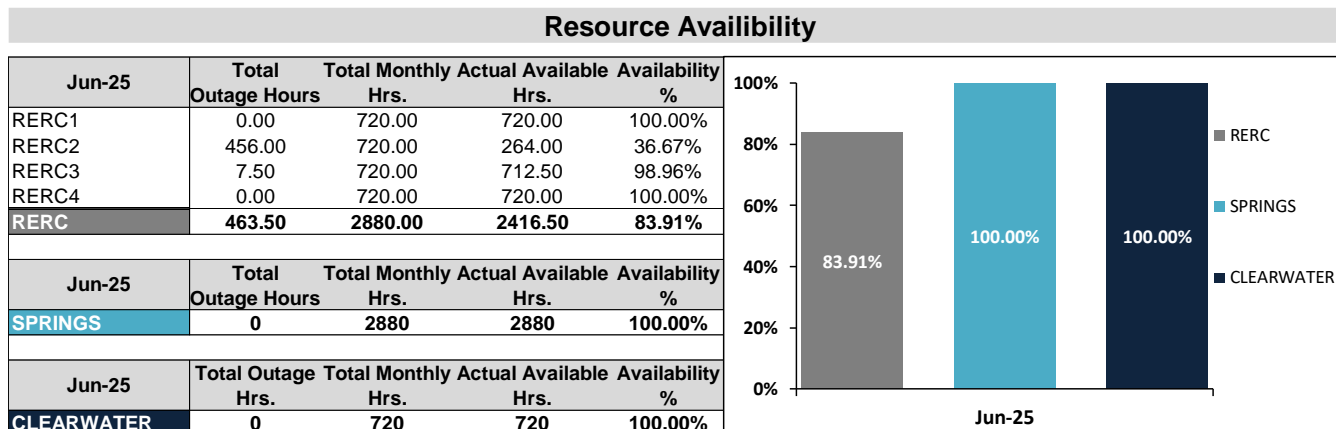 Resource Availibility
Jun-25 Total Outage Hours Total Monthly Hrs. Actual Available Hrs. Availability %
RERC1 0.00 720.00 720.00 100.00%
RERC2 456.00 720.00 264.00 36.67%
RERC3 7.50 720.00 712.50 98.96%
RERC4 0.00 720.00 720.00 100.00%
RERC 463.50 2880.00 2416.50 83.91%
Jun-25 Total Outage Hours Total Monthly Hrs. Actual Available Hrs. Availability %
SPRINGS 0 2880 2880 100.00%
Jun-25 Total Outage Hrs. Total Monthly Hrs. Actual Available Hrs. Availability %
CLEARWATER 0 720 720 100.00%
100%
80%
60%
40%
20%
0%
83.91%
100.00%
100.00%
Jun-25
RERC
SPRINGS
CLEARWATER